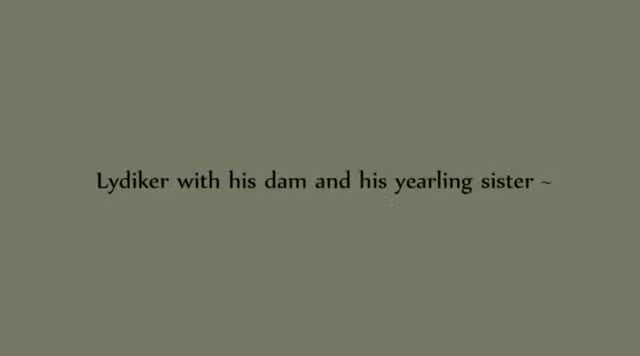 Lydiker with his dam and his yearling sister ~